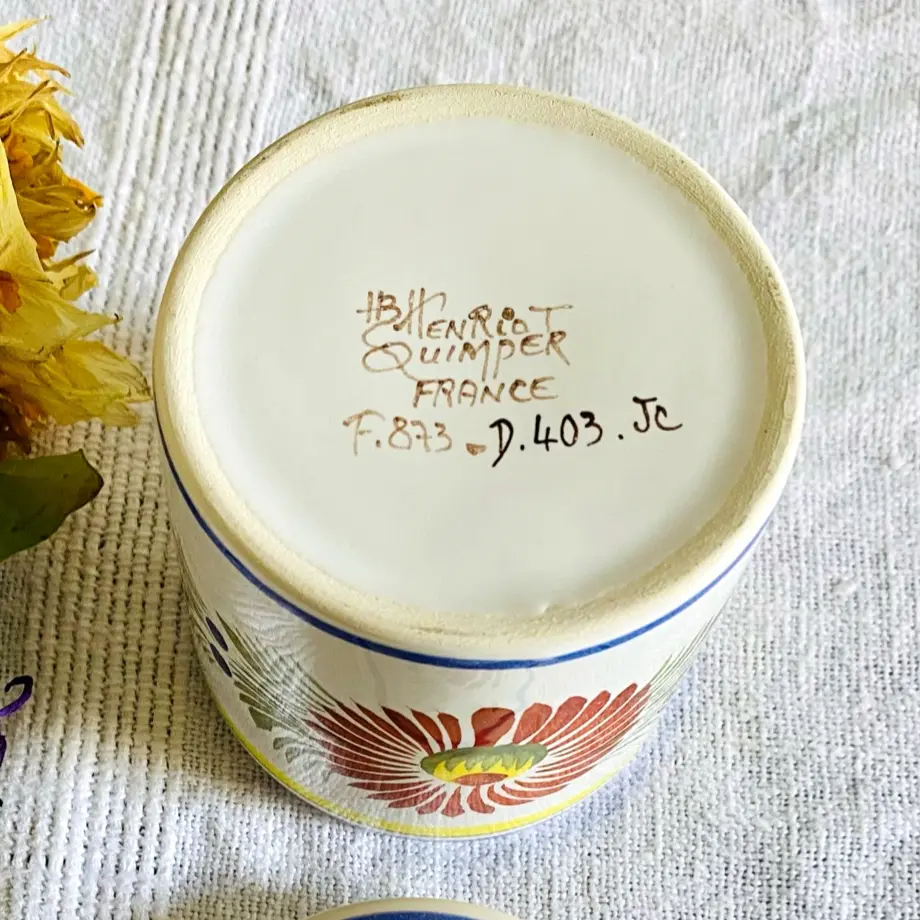 HB Henriot
Quimper
France
F.873.D.403.Jc